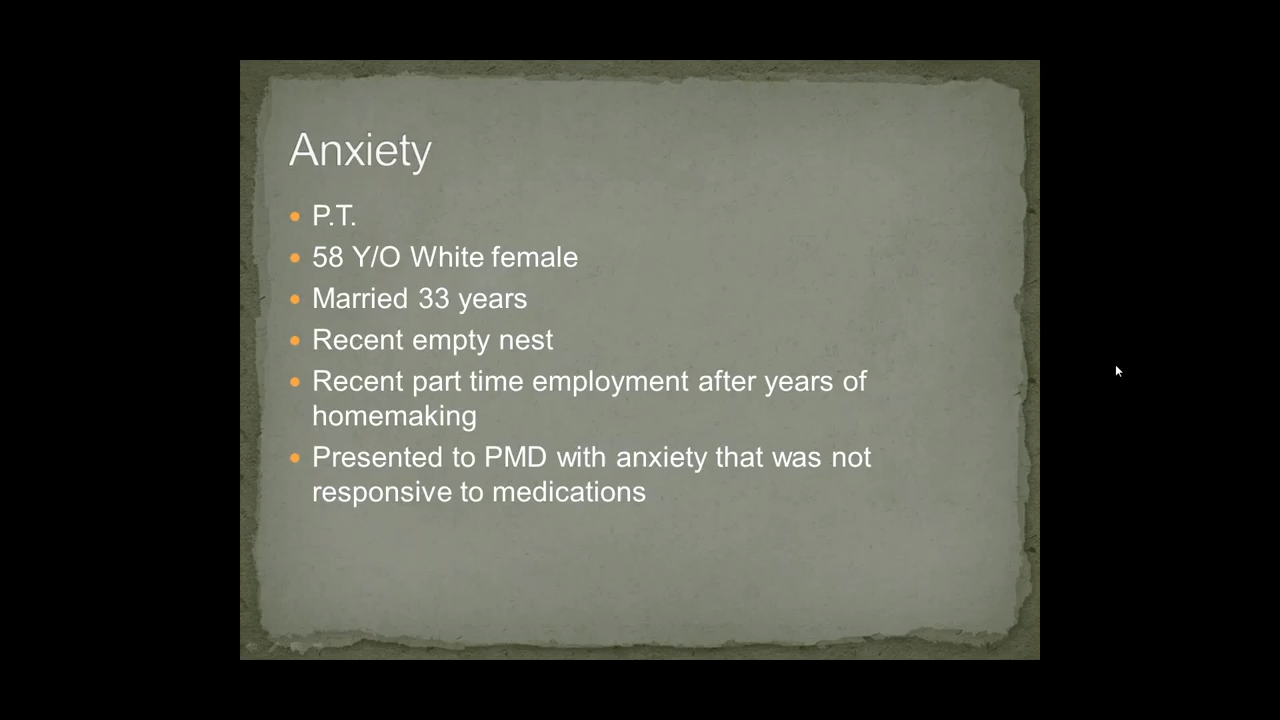 Anxiety
P.T.
58 Y/O White female
Married 33 years
Recent empty nest
Recent part time employment after years of
homemaking
Presented to PMD with anxiety that was not
responsive to medications